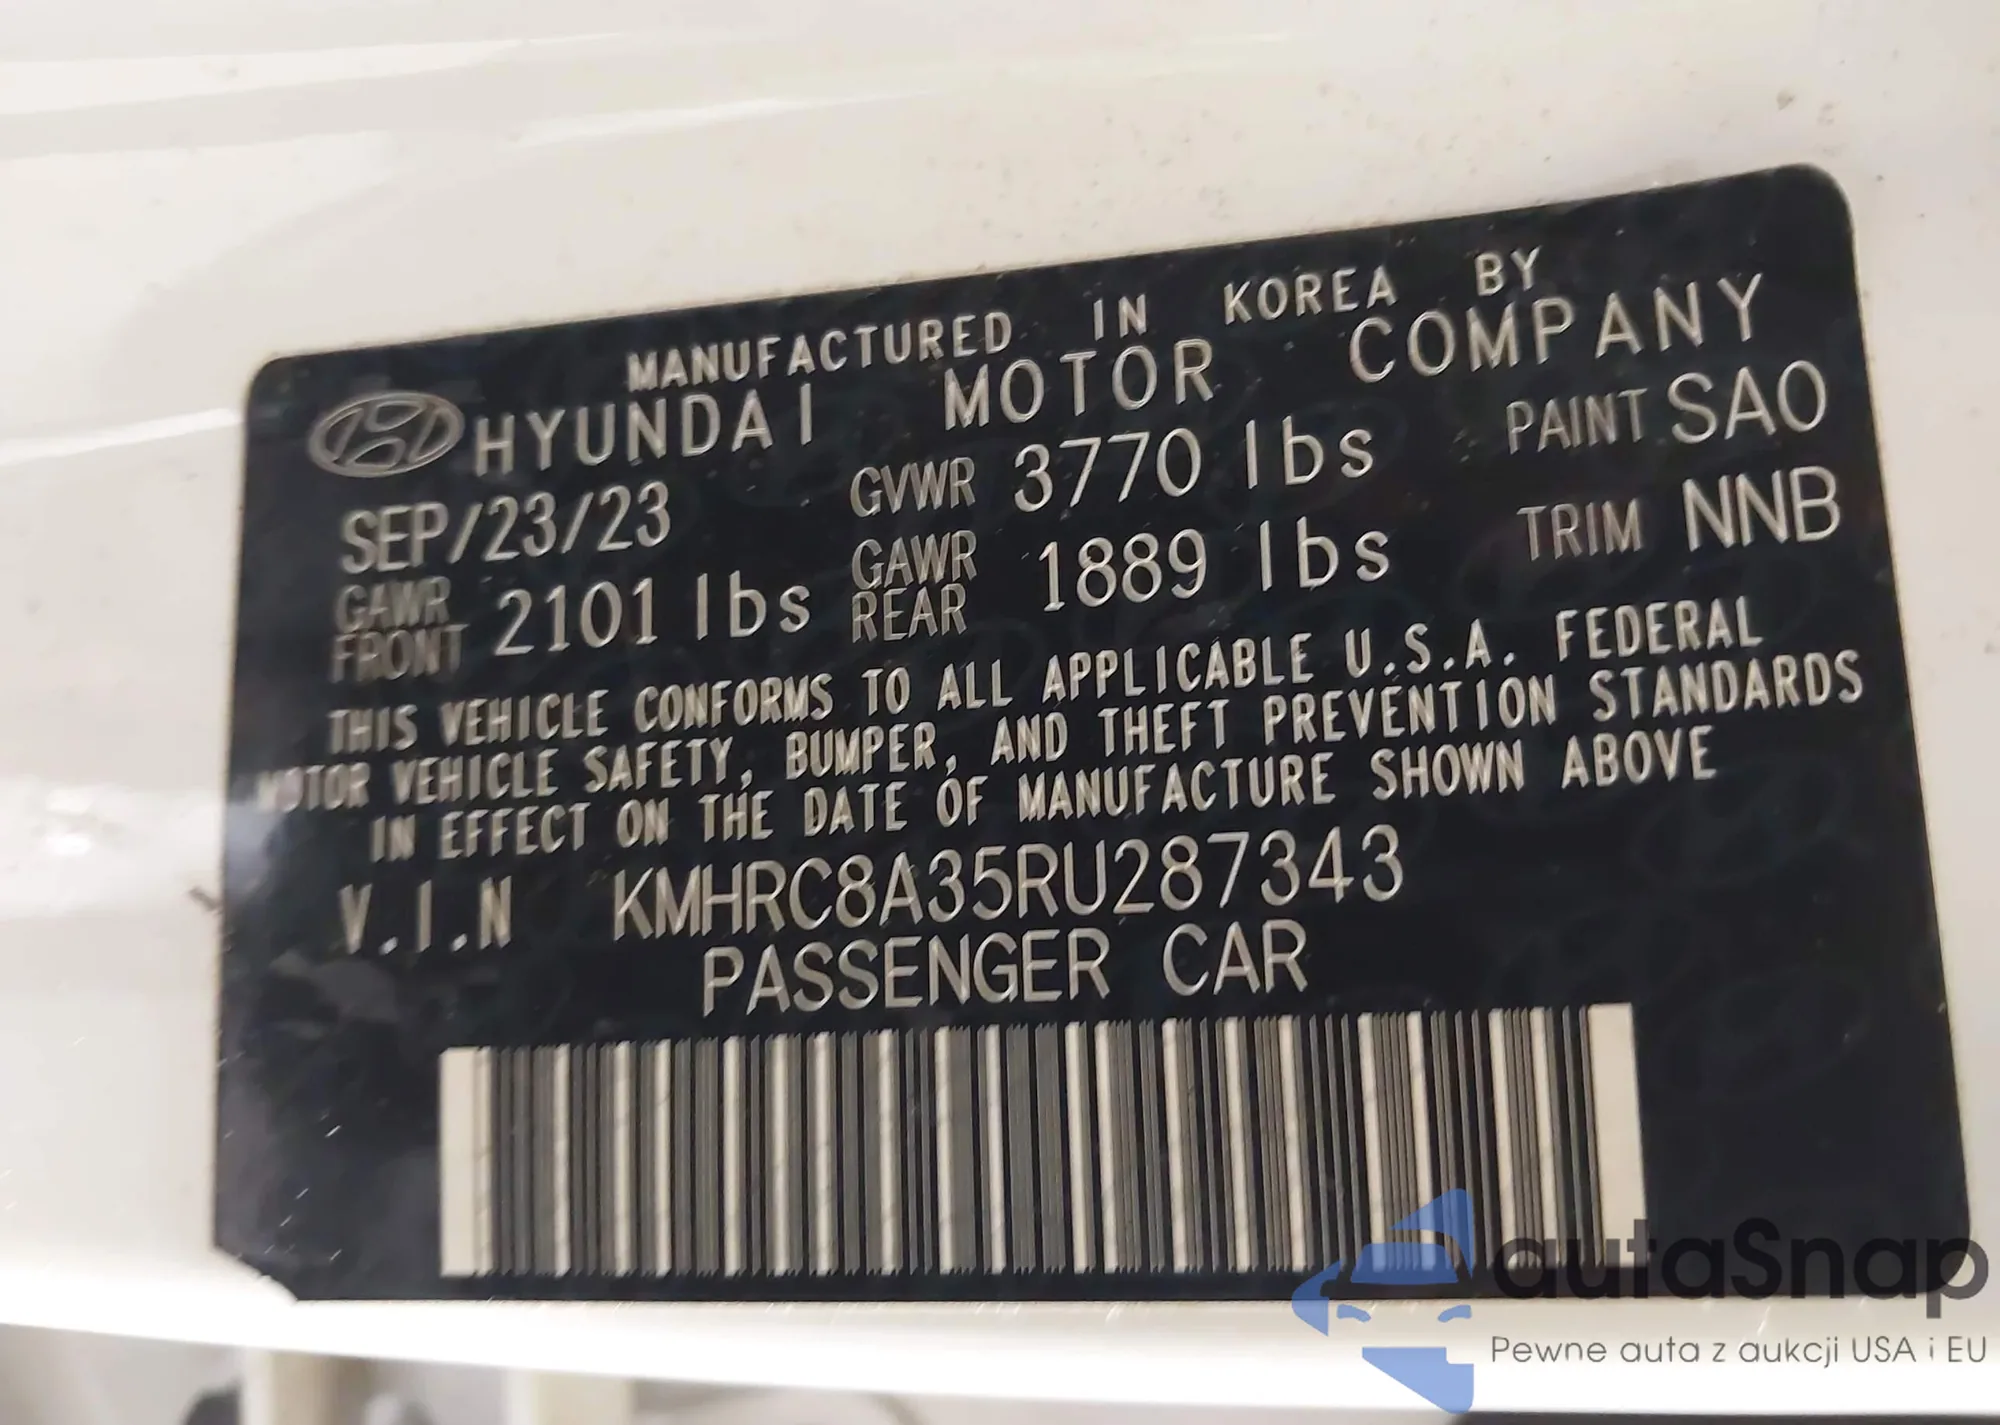 MANUFACTURED IN KOREA BY
HYUNDAI MOTOR COMPANY
SEP/23/23 GVWR 3770 lbs PAINT SAO
GAWR FRONT 2101 lbs GAWR REAR 1889 lbs TRIM NNB
THIS VEHICLE CONFORMS TO ALL APPLICABLE U.S.A. FEDERAL
MOTOR VEHICLE SAFETY, BUMPER, AND THEFT PREVENTION STANDARDS
IN EFFECT ON THE DATE OF MANUFACTURE SHOWN ABOVE
V.I.N KMHRC8A35RU287343
PASSENGER CAR
autaSnap
Pewne auta z aukcji USA i EU